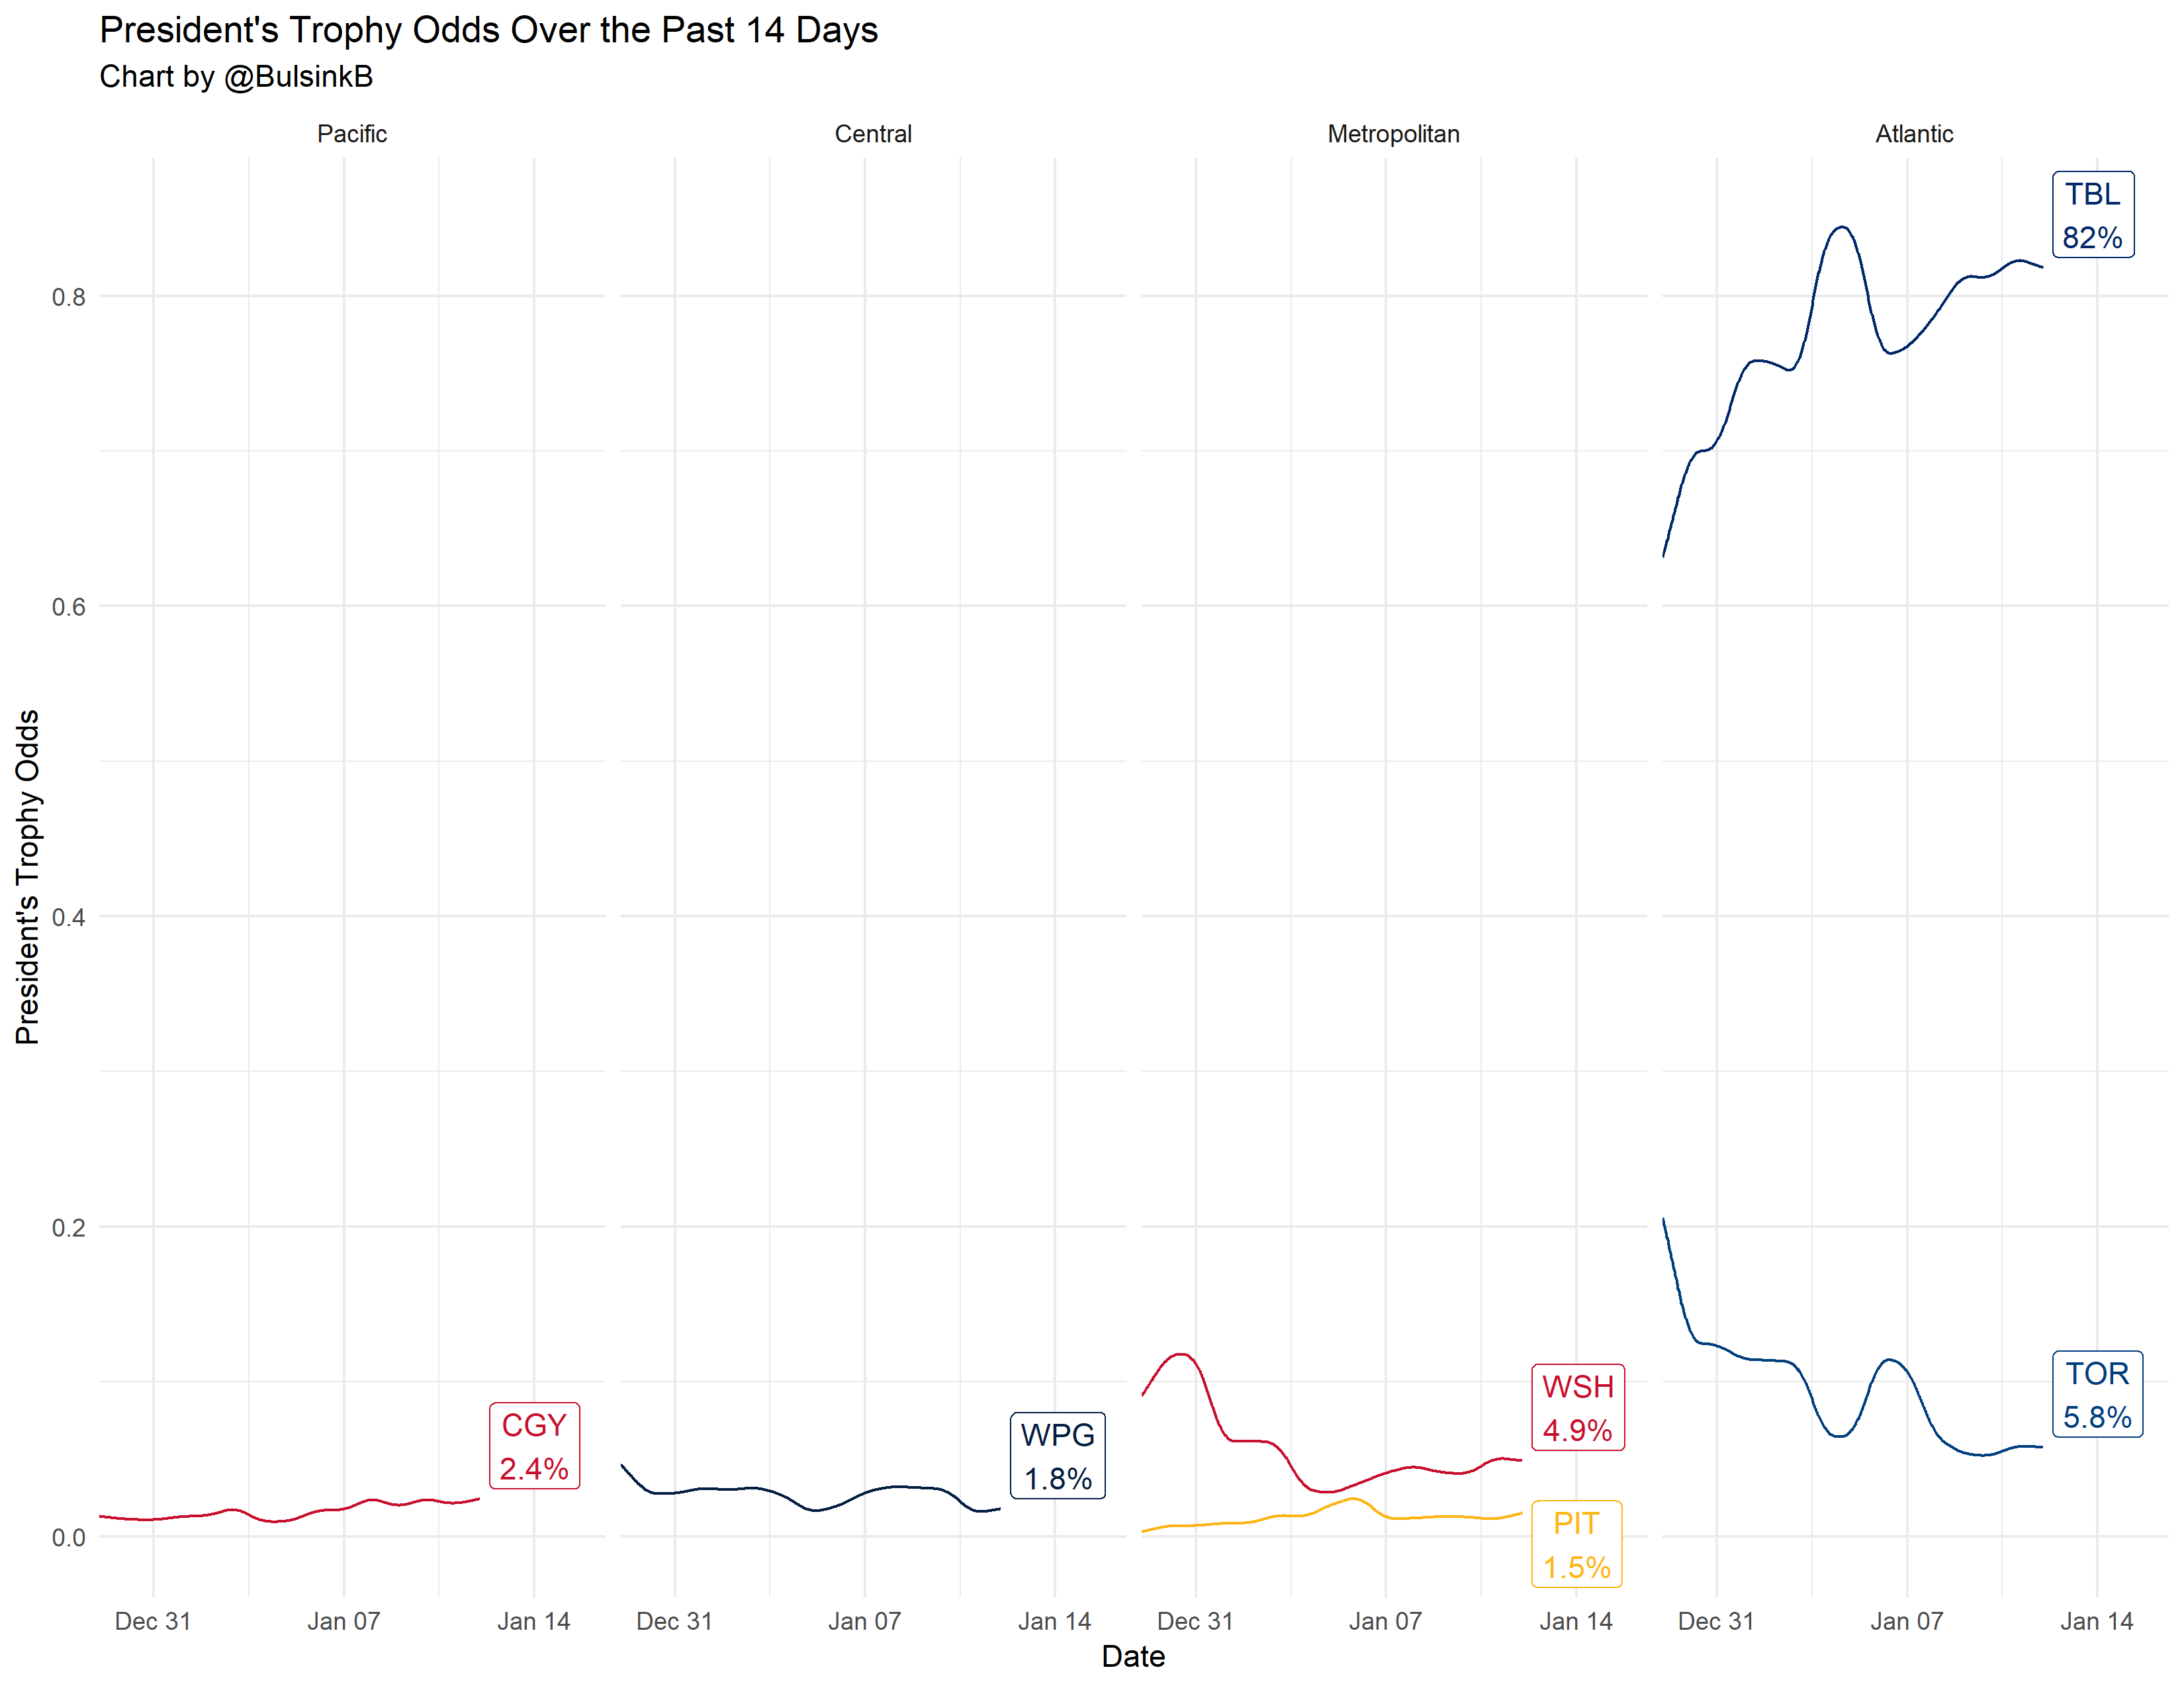 President's Trophy Odds Over the Past 14 Days
Chart by @BulsinkB
Pacific
Central
Metropolitan
Atlantic
President's Trophy Odds
0.8
0.6
0.4
0.2
0.0
CGY
2.4%
WPG
1.8%
WSH
4.9%
PIT
1.5%
TBL
82%
TOR
5.8%
Dec 31 Jan 07 Jan 14
Dec 31 Jan 07 Jan 14
Dec 31 Jan 07 Jan 14
Dec 31 Jan 07 Jan 14
Date